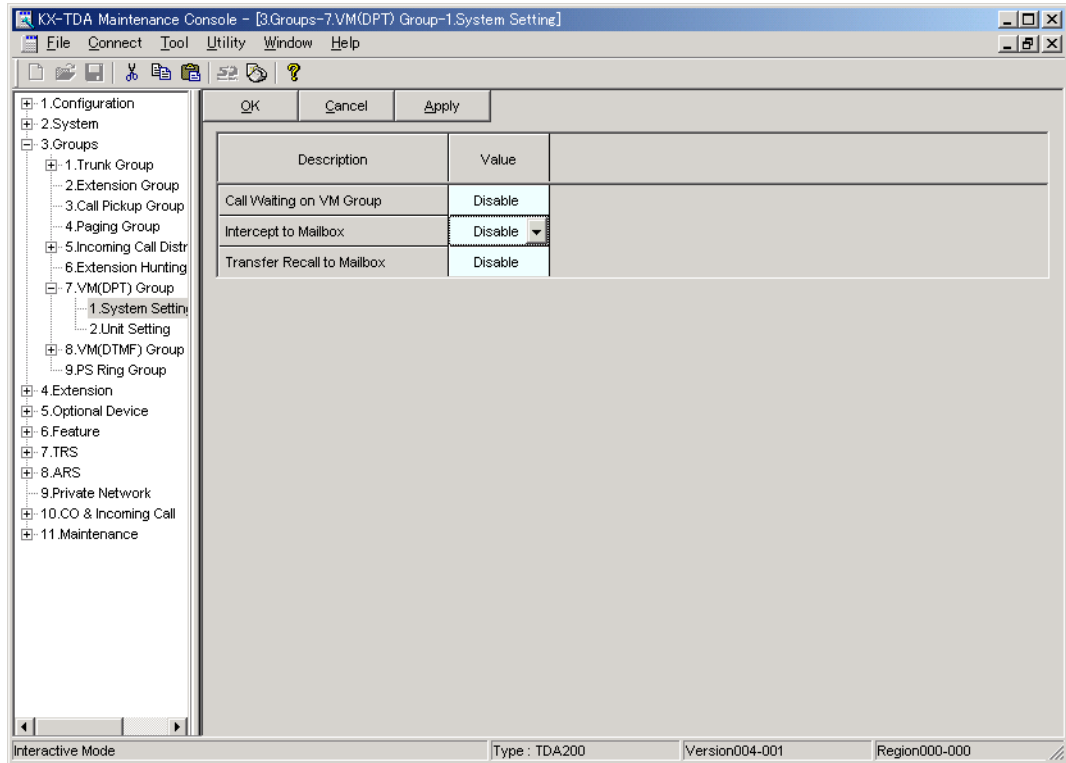 KX-TDA Maintenance Console - [3.Groups-7.VM(DPT) Group-1.System Setting]
File Connect Tool Utility Window Help
OK Cancel Apply
1.Configuration
2.System
3.Groups
1.Trunk Group
2.Extension Group
3.Call Pickup Group
4.Paging Group
5.Incoming Call Distr
6.Extension Hunting
7.VM(DPT) Group
1.System Setting
2.Unit Setting
8.VM(DTMF) Group
9.PS Ring Group
4.Extension
5.Optional Device
6.Feature
7.TRS
8.ARS
9.Private Network
10.CO & Incoming Call
11.Maintenance
Description Value
Call Waiting on VM Group Disable
Intercept to Mailbox Disable
Transfer Recall to Mailbox Disable
Interactive Mode Type : TDA200 Version004-001 Region000-000